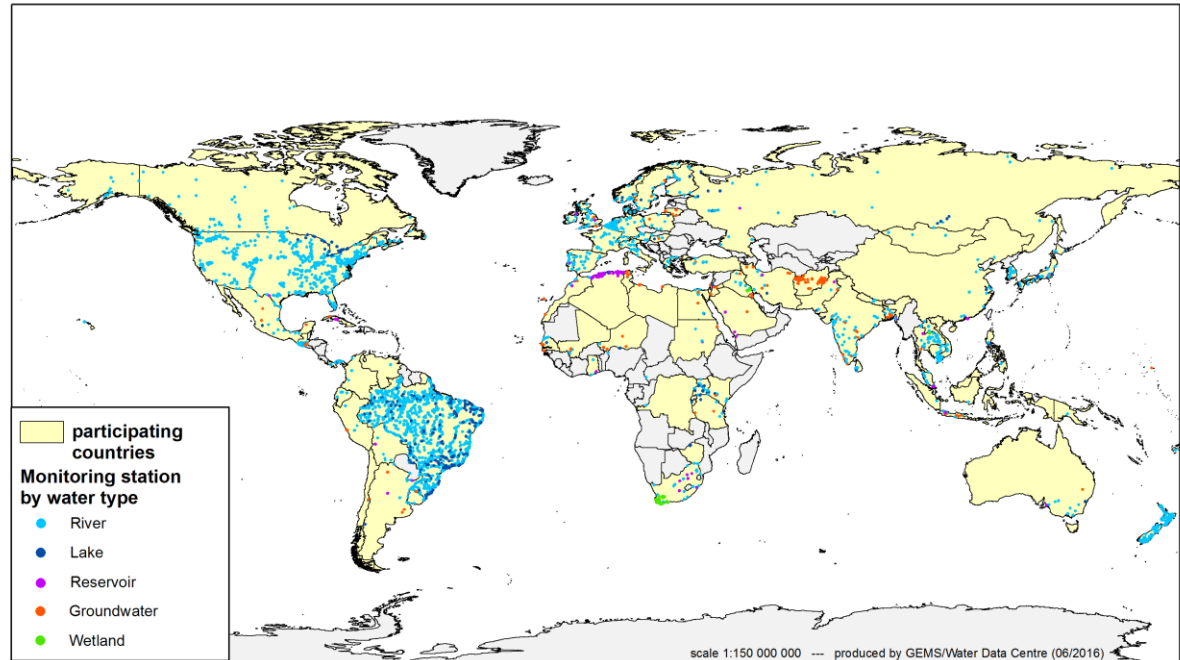 participating
countries
Monitoring station
by water type
River
Lake
Reservoir
Groundwater
Wetland
scale 1:150 000 000 --- produced by GEMS/Water Data Centre (06/2016)